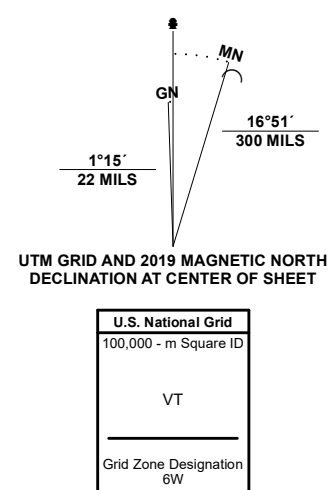 MN
GN
16°51´
300 MILS
1°15´
22 MILS
UTM GRID AND 2019 MAGNETIC NORTH
DECLINATION AT CENTER OF SHEET
U.S. National Grid
100,000 - m Square ID
VT
Grid Zone Designation
6W